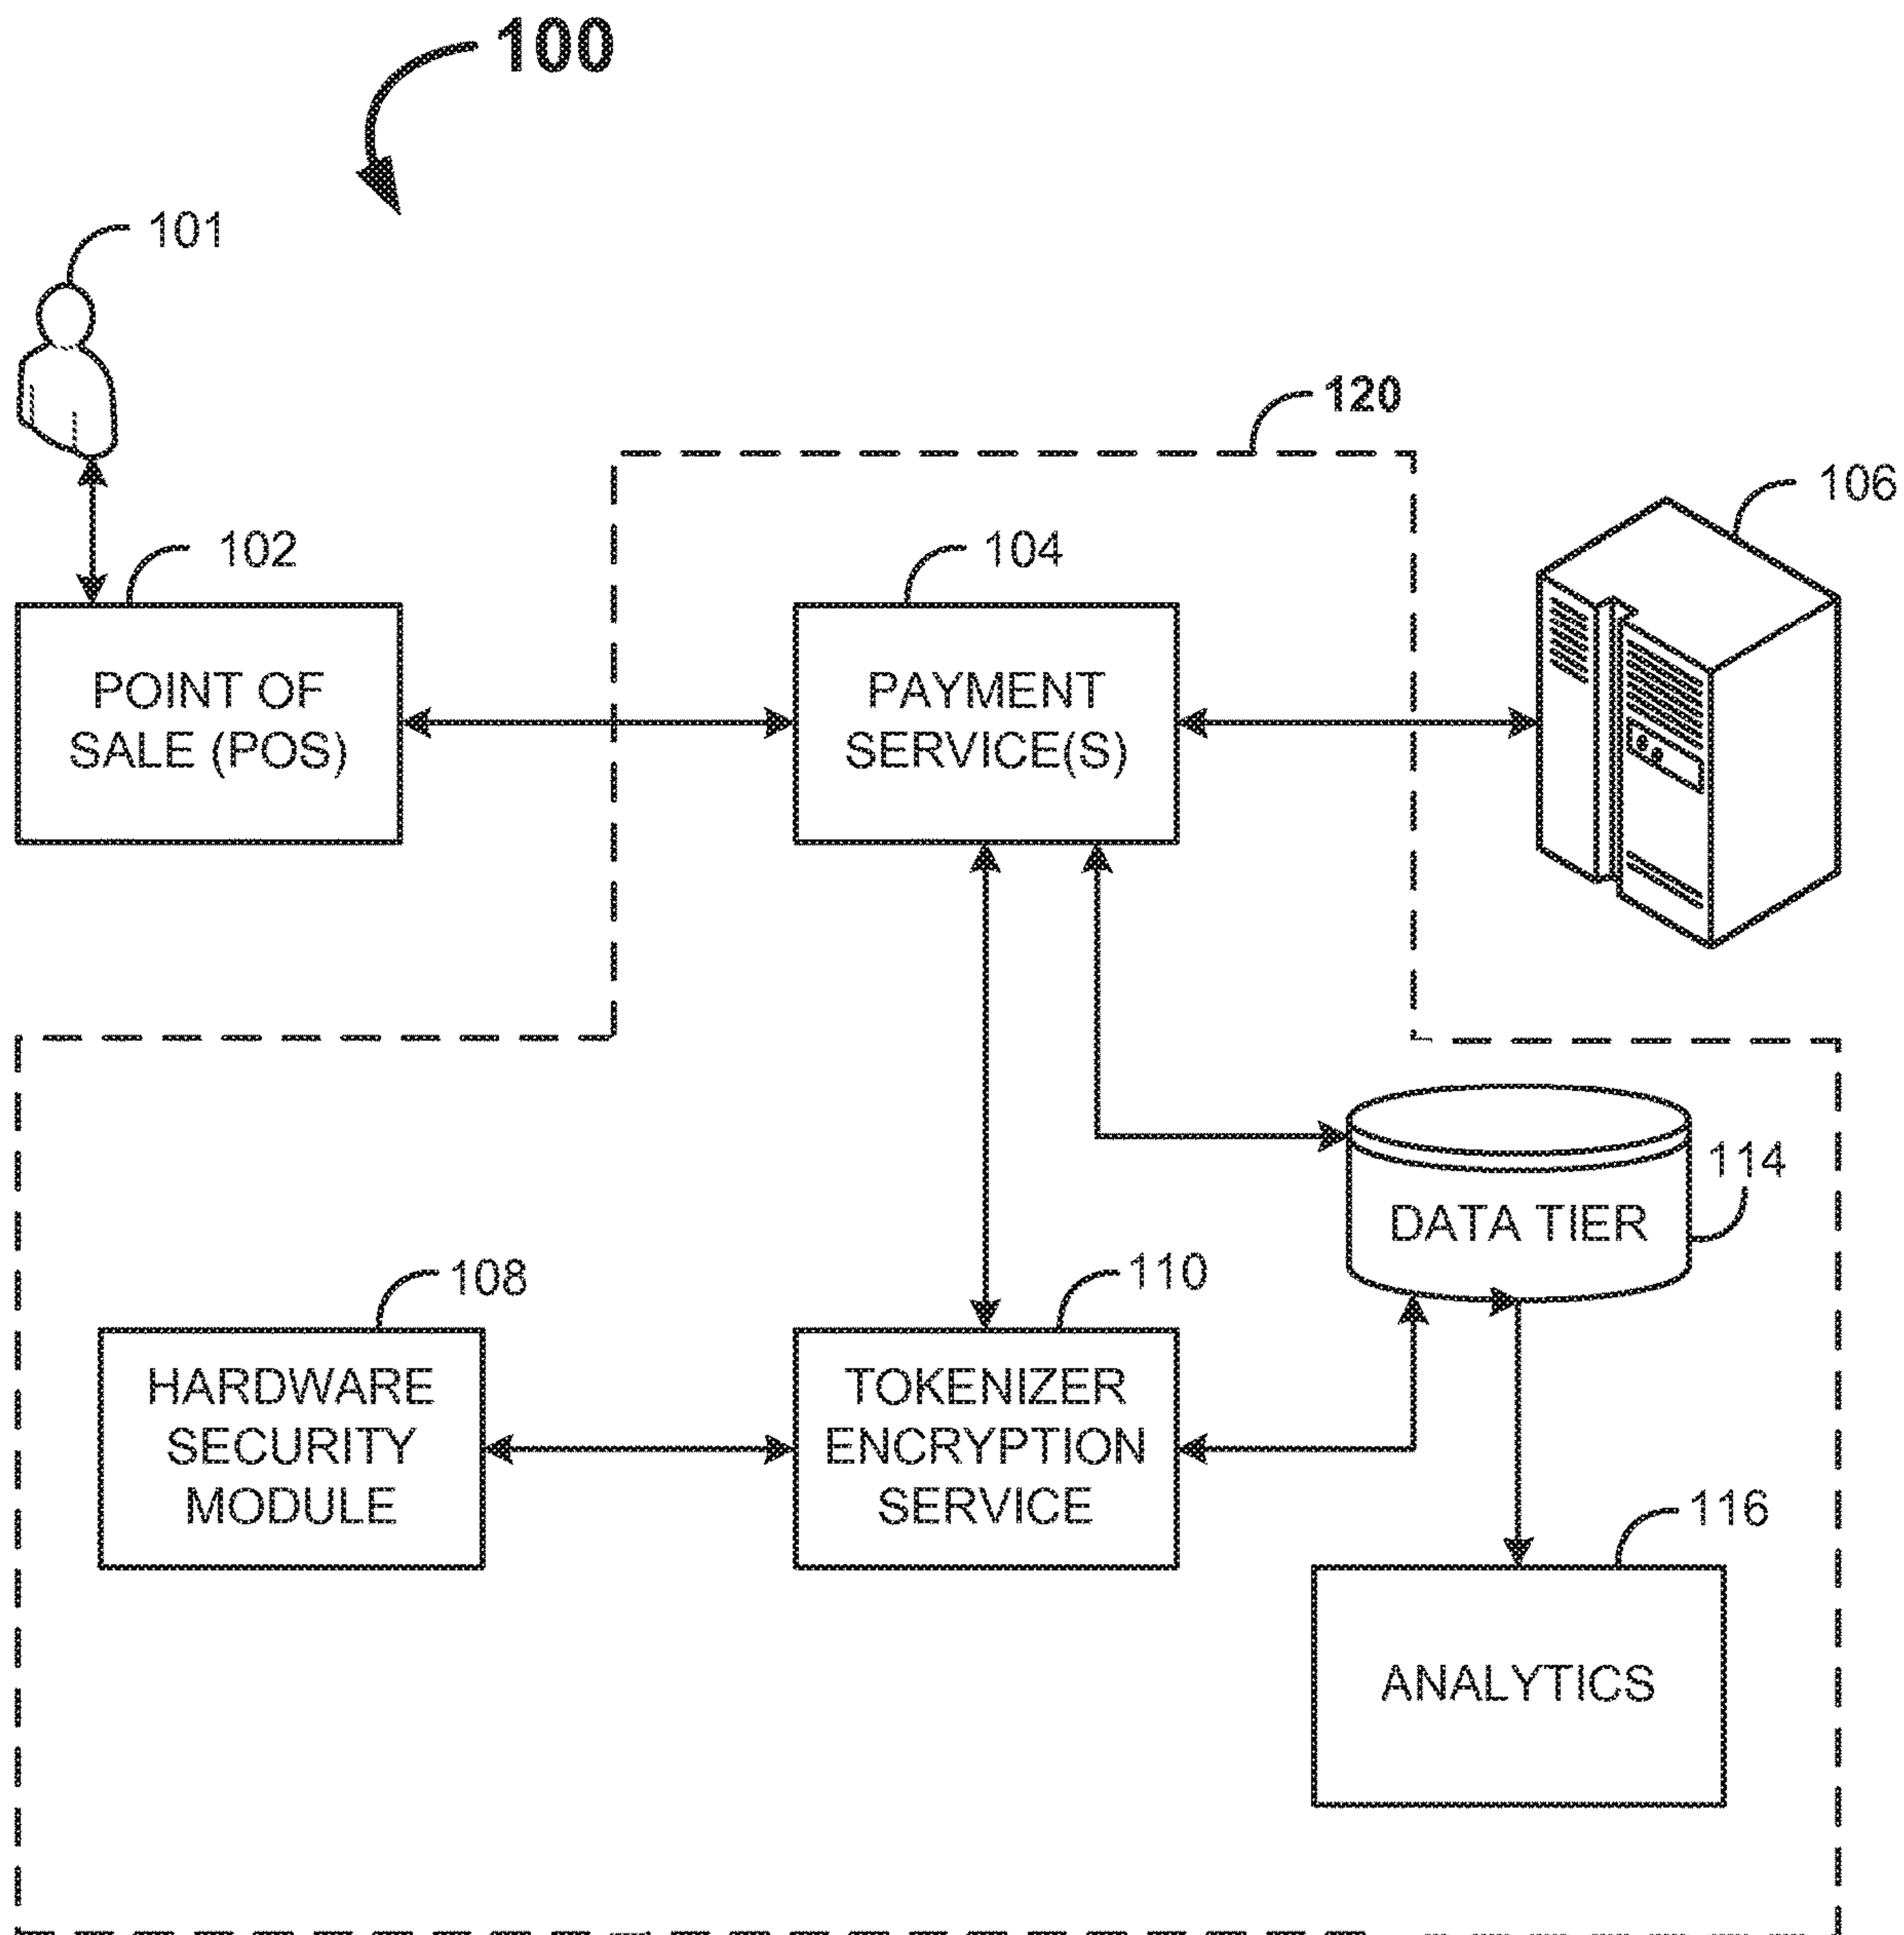 100
101
120
106
102
104
POINT OF
SALE (POS)
PAYMENT
SERVICE(S)
114
DATA TIER
108
110
HARDWARE
SECURITY
MODULE
TOKENIZER
ENCRYPTION
SERVICE
116
ANALYTICS